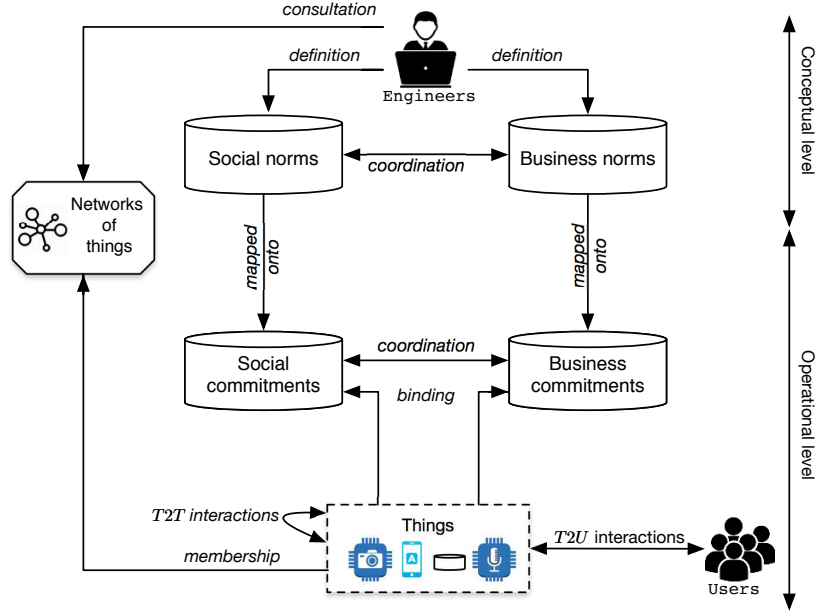 consultation
definition
definition
Engineers
Social norms
coordination
Business norms
Networks
of
things
mapped
onto
mapped
onto
Social
commitments
coordination
Business
commitments
binding
T2T interactions
Things
A
T2U interactions
membership
Users
Conceptual level
Operational level